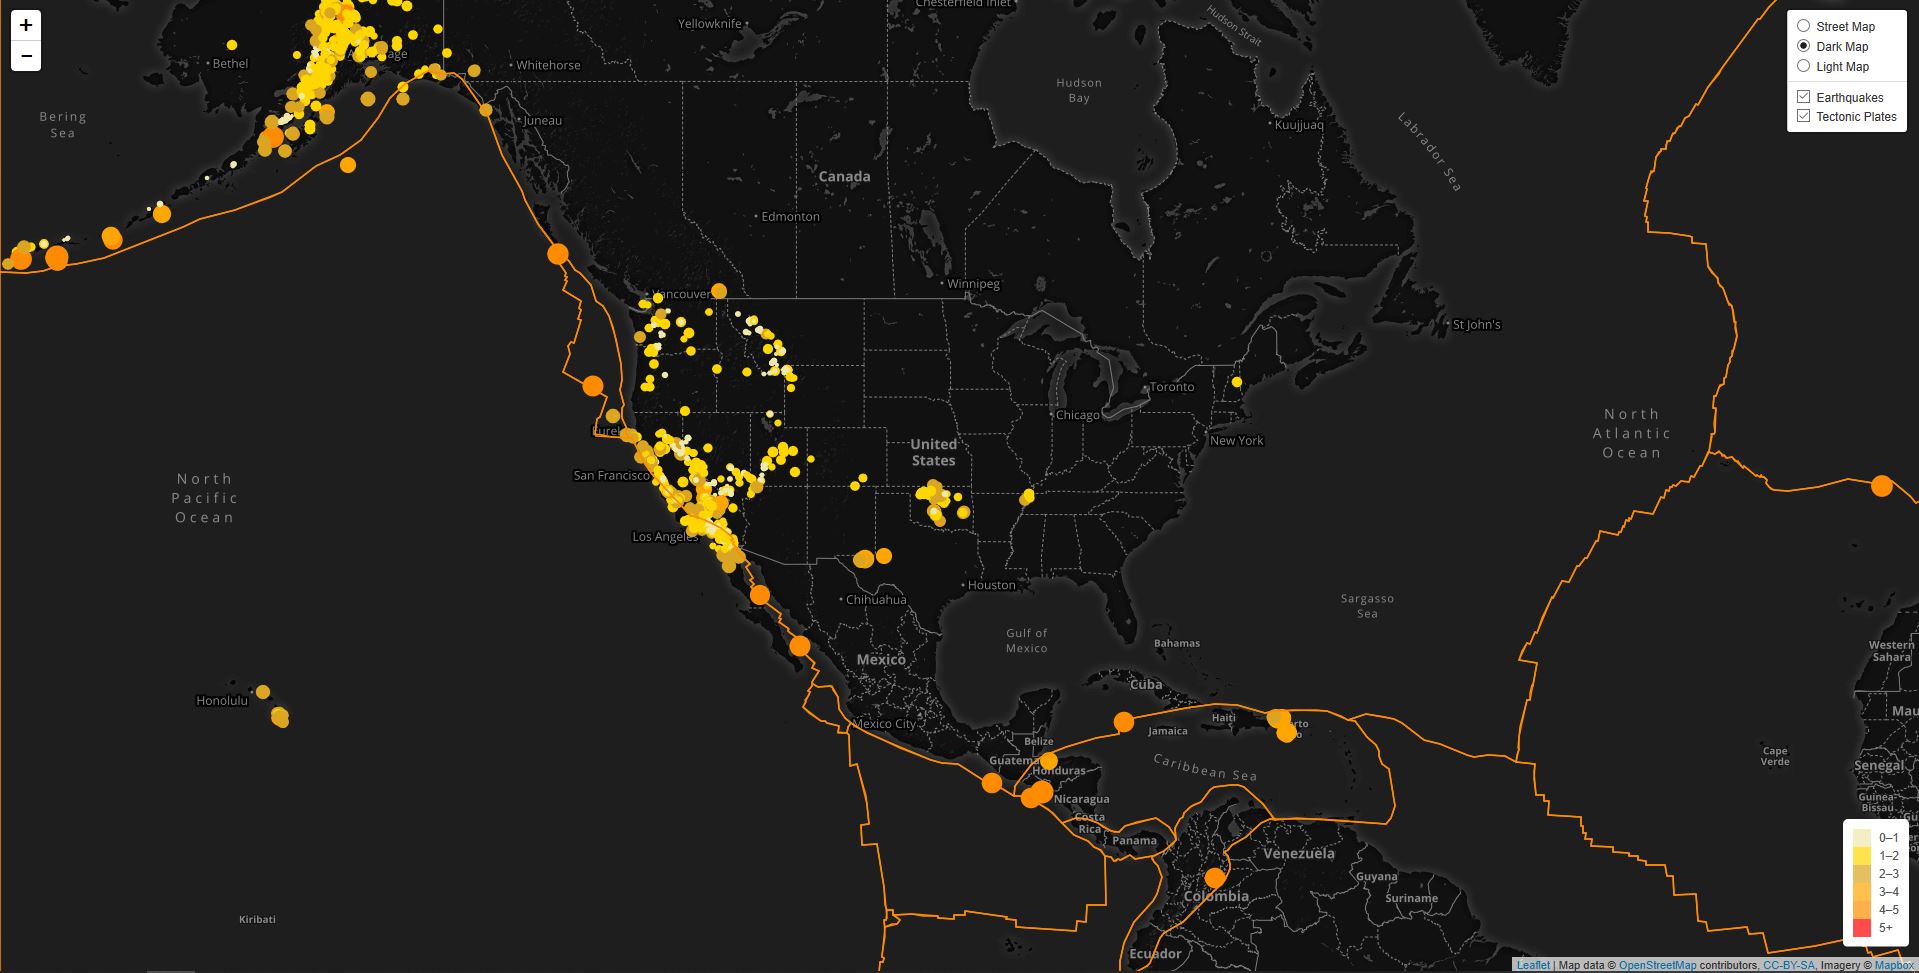 +
−
Street Map
Dark Map
Light Map
Earthquakes
Tectonic Plates
Chesterfield Inlet
Hudson Strait
Yellowknife
Bethel
Whitehorse
Hudson
Bay
Bering
Sea
Juneau
Kuujjuaq
Labrador Sea
Canada
Edmonton
Winnipeg
Vancouver
St John's
Toronto
Chicago
New York
North
Atlantic
Ocean
United
States
San Francisco
North
Pacific
Ocean
Los Angeles
Houston
Chihuahua
Sargasso
Sea
Gulf of
Mexico
Bahamas
Western
Sahara
Mexico
Cuba
Honolulu
Mexico City
Haiti
Jamaica
Belize
Cape
Verde
Caribbean Sea
Honduras
Senegal
Nicaragua
Guinea-
Bissau
Costa
Rica
Panama
Venezuela
Guyana
Colombia
Suriname
Kiribati
Ecuador
0–1
1–2
2–3
3–4
4–5
5+
Leaflet | Map data © OpenStreetMap contributors, CC-BY-SA, Imagery © Mapbox